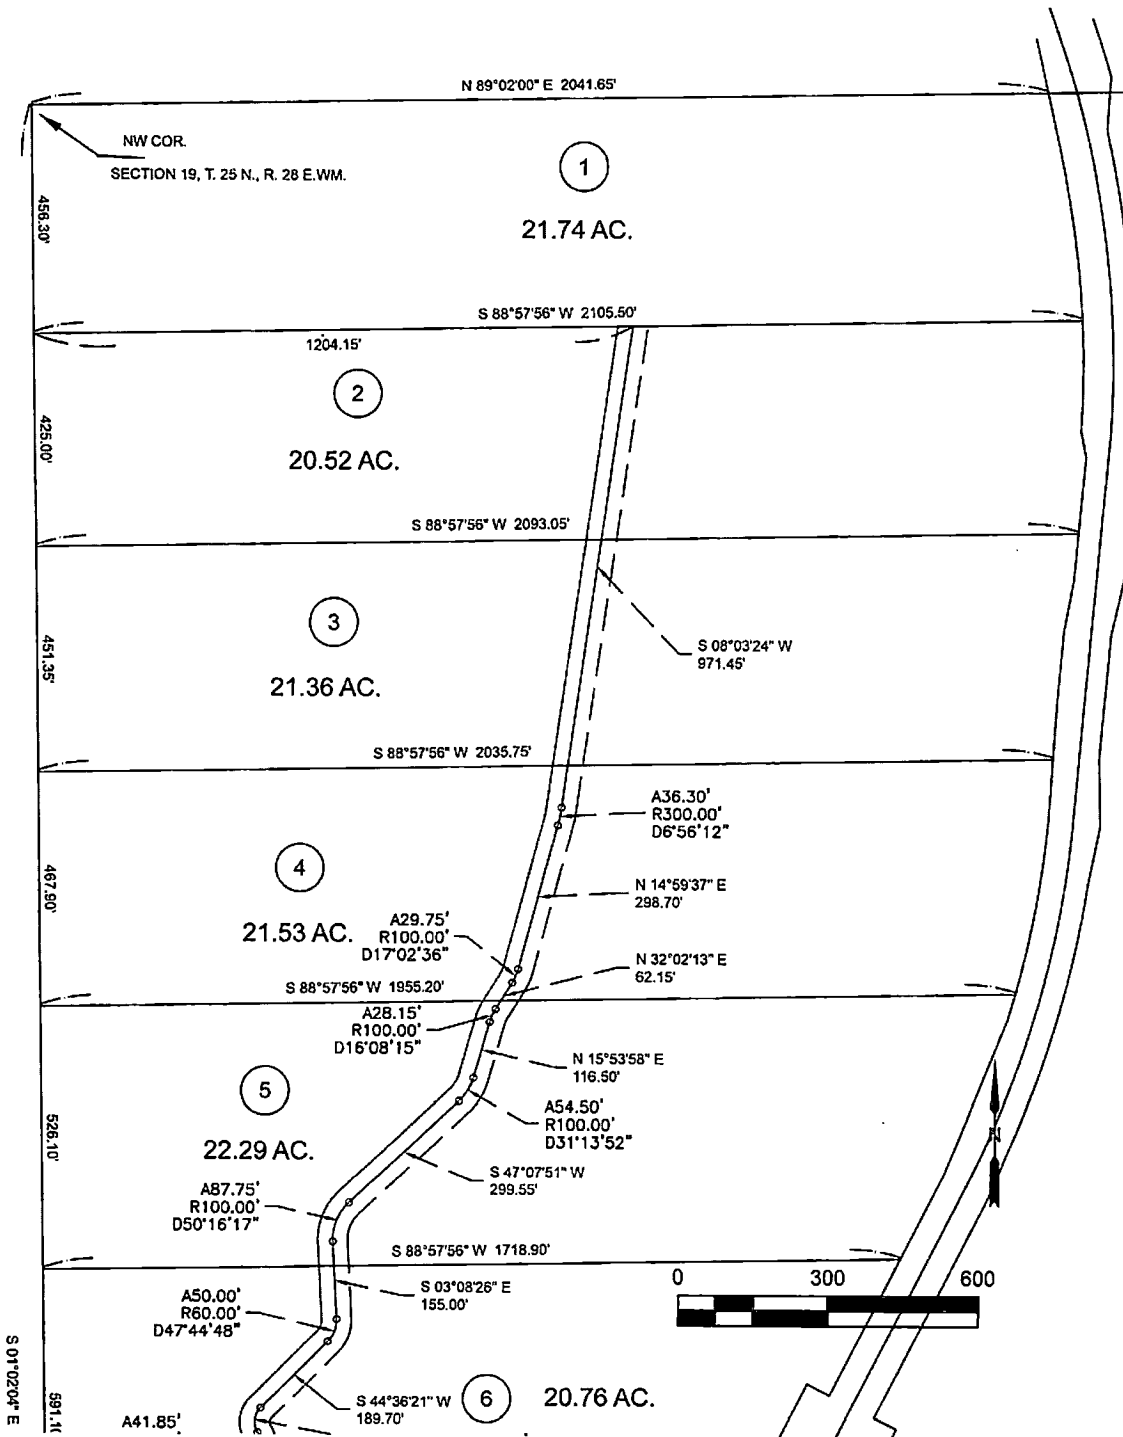 N 89°02'00" E 2041.65'
NW COR.
SECTION 19, T. 25 N., R. 28 E.WM.
1
21.74 AC.
456.30'
S 88°57'56" W 2105.50'
1204.15'
2
20.52 AC.
425.00'
S 88°57'56" W 2093.05'
3
21.36 AC.
451.35'
S 08°03'24" W
971.45'
S 88°57'56" W 2035.75'
A36.30'
R300.00'
D6°56'12"
4
21.53 AC.
467.90'
N 14°59'37" E
298.70'
A29.75'
R100.00'
D17°02'36"
N 32°02'13" E
62.15'
S 88°57'56" W 1955.20'
A28.15'
R100.00'
D16°08'15"
N 15°53'58" E
116.50'
5
22.29 AC.
526.10'
A54.50'
R100.00'
D31°13'52"
S 47°07'51" W
299.55'
A87.75'
R100.00'
D50°16'17"
N
S 88°57'56" W 1718.90'
0 300 600
S 03°08'26" E
155.00'
A50.00'
R60.00'
D47°44'48"
S 01°02'04" E
6
20.76 AC.
S 44°36'21" W
189.70'
A41.85'